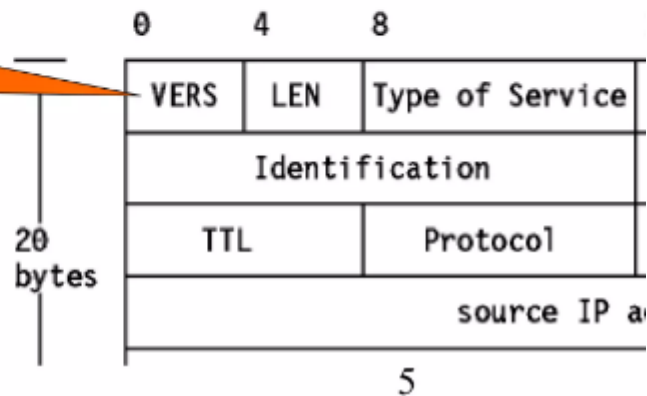 0 4 8
VERS LEN Type of Service
Identification
20 bytes
TTL Protocol
source IP
5